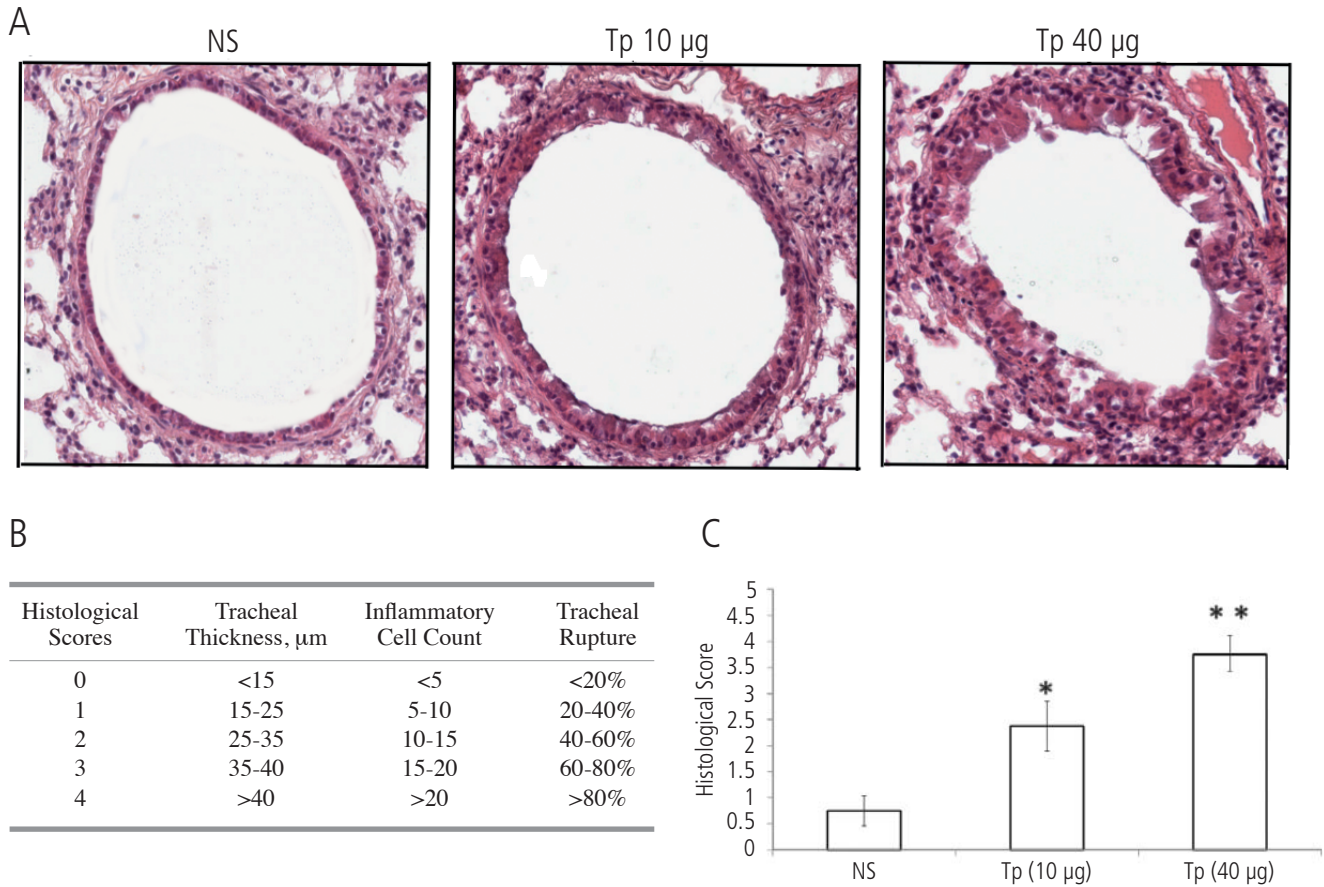 A
NS
Tp 10 µg
Tp 40 µg
B
Histological Scores
Tracheal Thickness, µm
Inflammatory Cell Count
Tracheal Rupture
0 <15 <5 <20%
1 15-25 5-10 20-40%
2 25-35 10-15 40-60%
3 35-40 15-20 60-80%
4 >40 >20 >80%
C
Histological Score
5
4.5
4
3.5
3
2.5
2
1.5
1
0.5
0
*
* *
NS
Tp (10 µg)
Tp (40 µg)